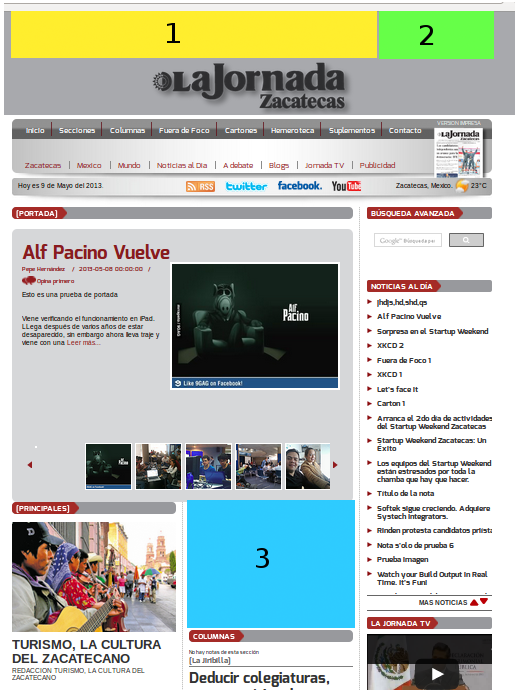 1
2
LaJornada
Zacatecas
Inicio
Secciones
Columnas
Fuera de Foco
Cartones
Hemeroteca
Suplementos
Contacto
VERSION IMPRESA
LaJornada
Zacatecas
Mexico
Mundo
Noticias al Dia
A debate
Blogs
Jornada TV
Publicidad
Hoy es 9 de Mayo del 2013.
RSS
twitter
facebook.
YouTube
Zacatecas, Mexico.
23°C
[PORTADA]
Alf Pacino Vuelve
Pepe Hernández / 2013-05-08 00:00:00 /
Opina primero
Esto es una prueba de portada
Viene verificando el funcionamiento en iPad.
LLega después de varios años de estar
desaparecido, sin embargo ahora lleva traje y
viene con una Leer más...
Alf
Pacino
Like 9GAG on Facebook!
BÚSQUEDA AVANZADA
Google
NOTICIAS AL DÍA
jhdjs,hd,shd,qs
Alf Pacino Vuelve
Sorpresa en el Startup Weekend
XKCD 2
Fuera de Foco 1
XKCD 1
Let's face it
Carton 1
Arranca el 2do día de actividades
del Startup Weekend Zacatecas
Startup Weekend Zacatecas: Un
Éxito
Los equipos del Startup Weekend
están estresados por toda la
chamba que hay que hacer.
Título de la nota
Softek sigue creciendo. Adquiere
Systech Integrators.
Rinden protesta candidatos priista
Nota s'olo de prueba 6
Prueba Imagen
Watch your Build Output in Real
Time. It's Fun!
MAS NOTICIAS
LA JORNADA TV
[PRINCIPALES]
TURISMO, LA CULTURA
DEL ZACATECANO
REDACCION TURISMO, LA CULTURA DEL
ZACATECANO
3
COLUMNAS
No hay notas de esta sección
[La Jiribilla]
Deducir colegiaturas,